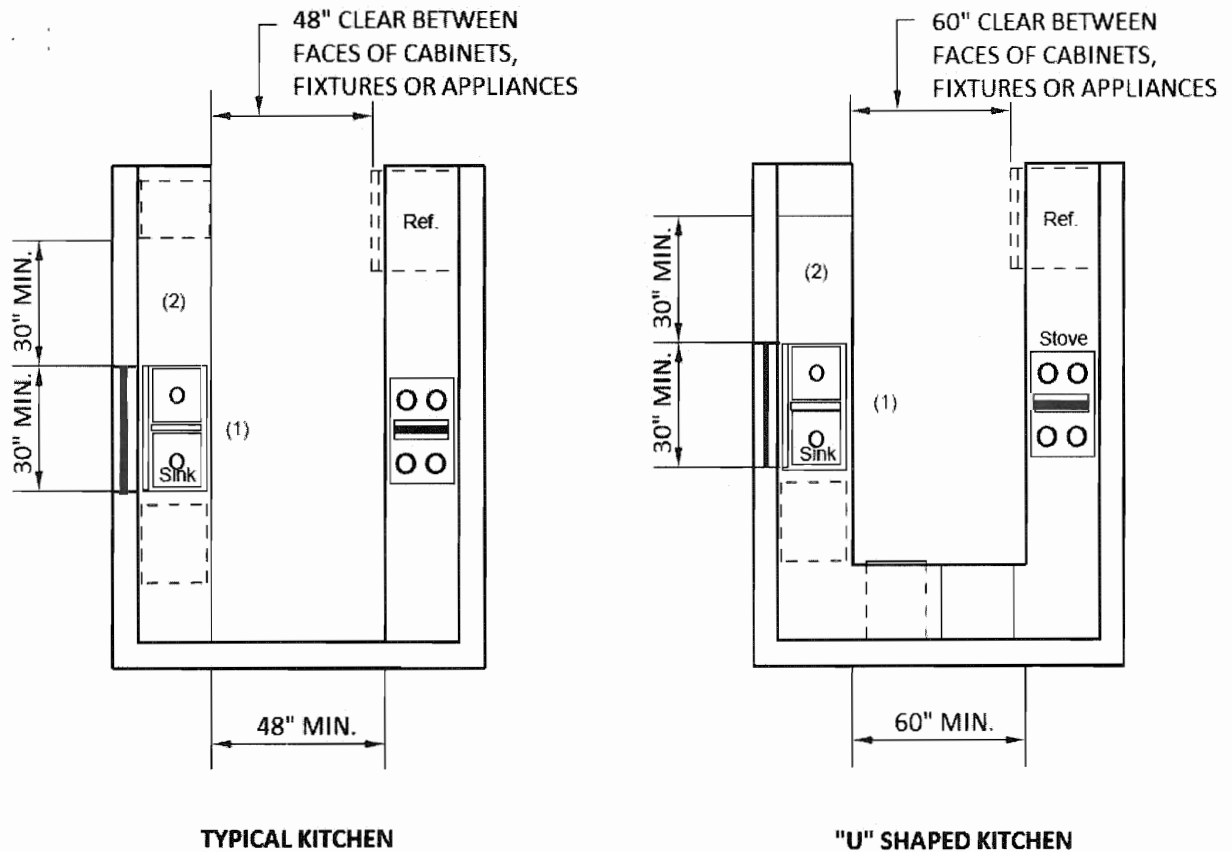 48" CLEAR BETWEEN
FACES OF CABINETS,
FIXTURES OR APPLIANCES
30" MIN.
30" MIN.
(2)
(1)
Sink
Ref.
48" MIN.
TYPICAL KITCHEN
60" CLEAR BETWEEN
FACES OF CABINETS,
FIXTURES OR APPLIANCES
30" MIN.
30" MIN.
(2)
(1)
Sink
Ref.
Stove
60" MIN.
"U" SHAPED KITCHEN